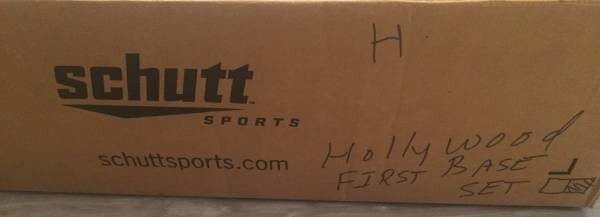 H
schutt
SPORTS
schuttsports.com
Hollywood
FIRST BASE
SET